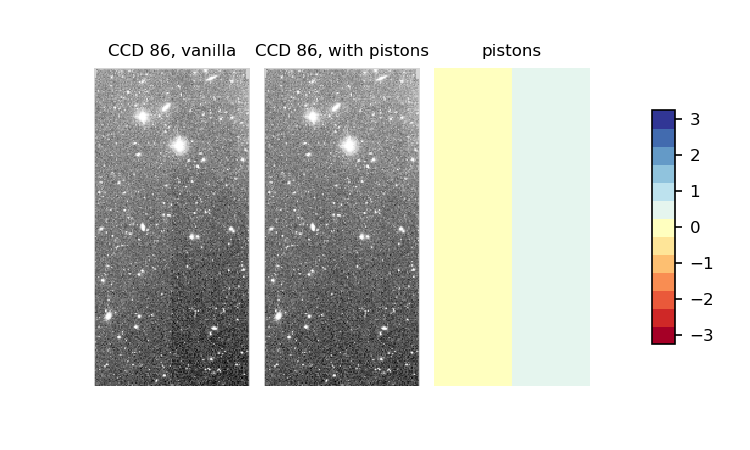 CCD 86, vanilla
CCD 86, with pistons
pistons
3
2
1
0
−1
−2
−3